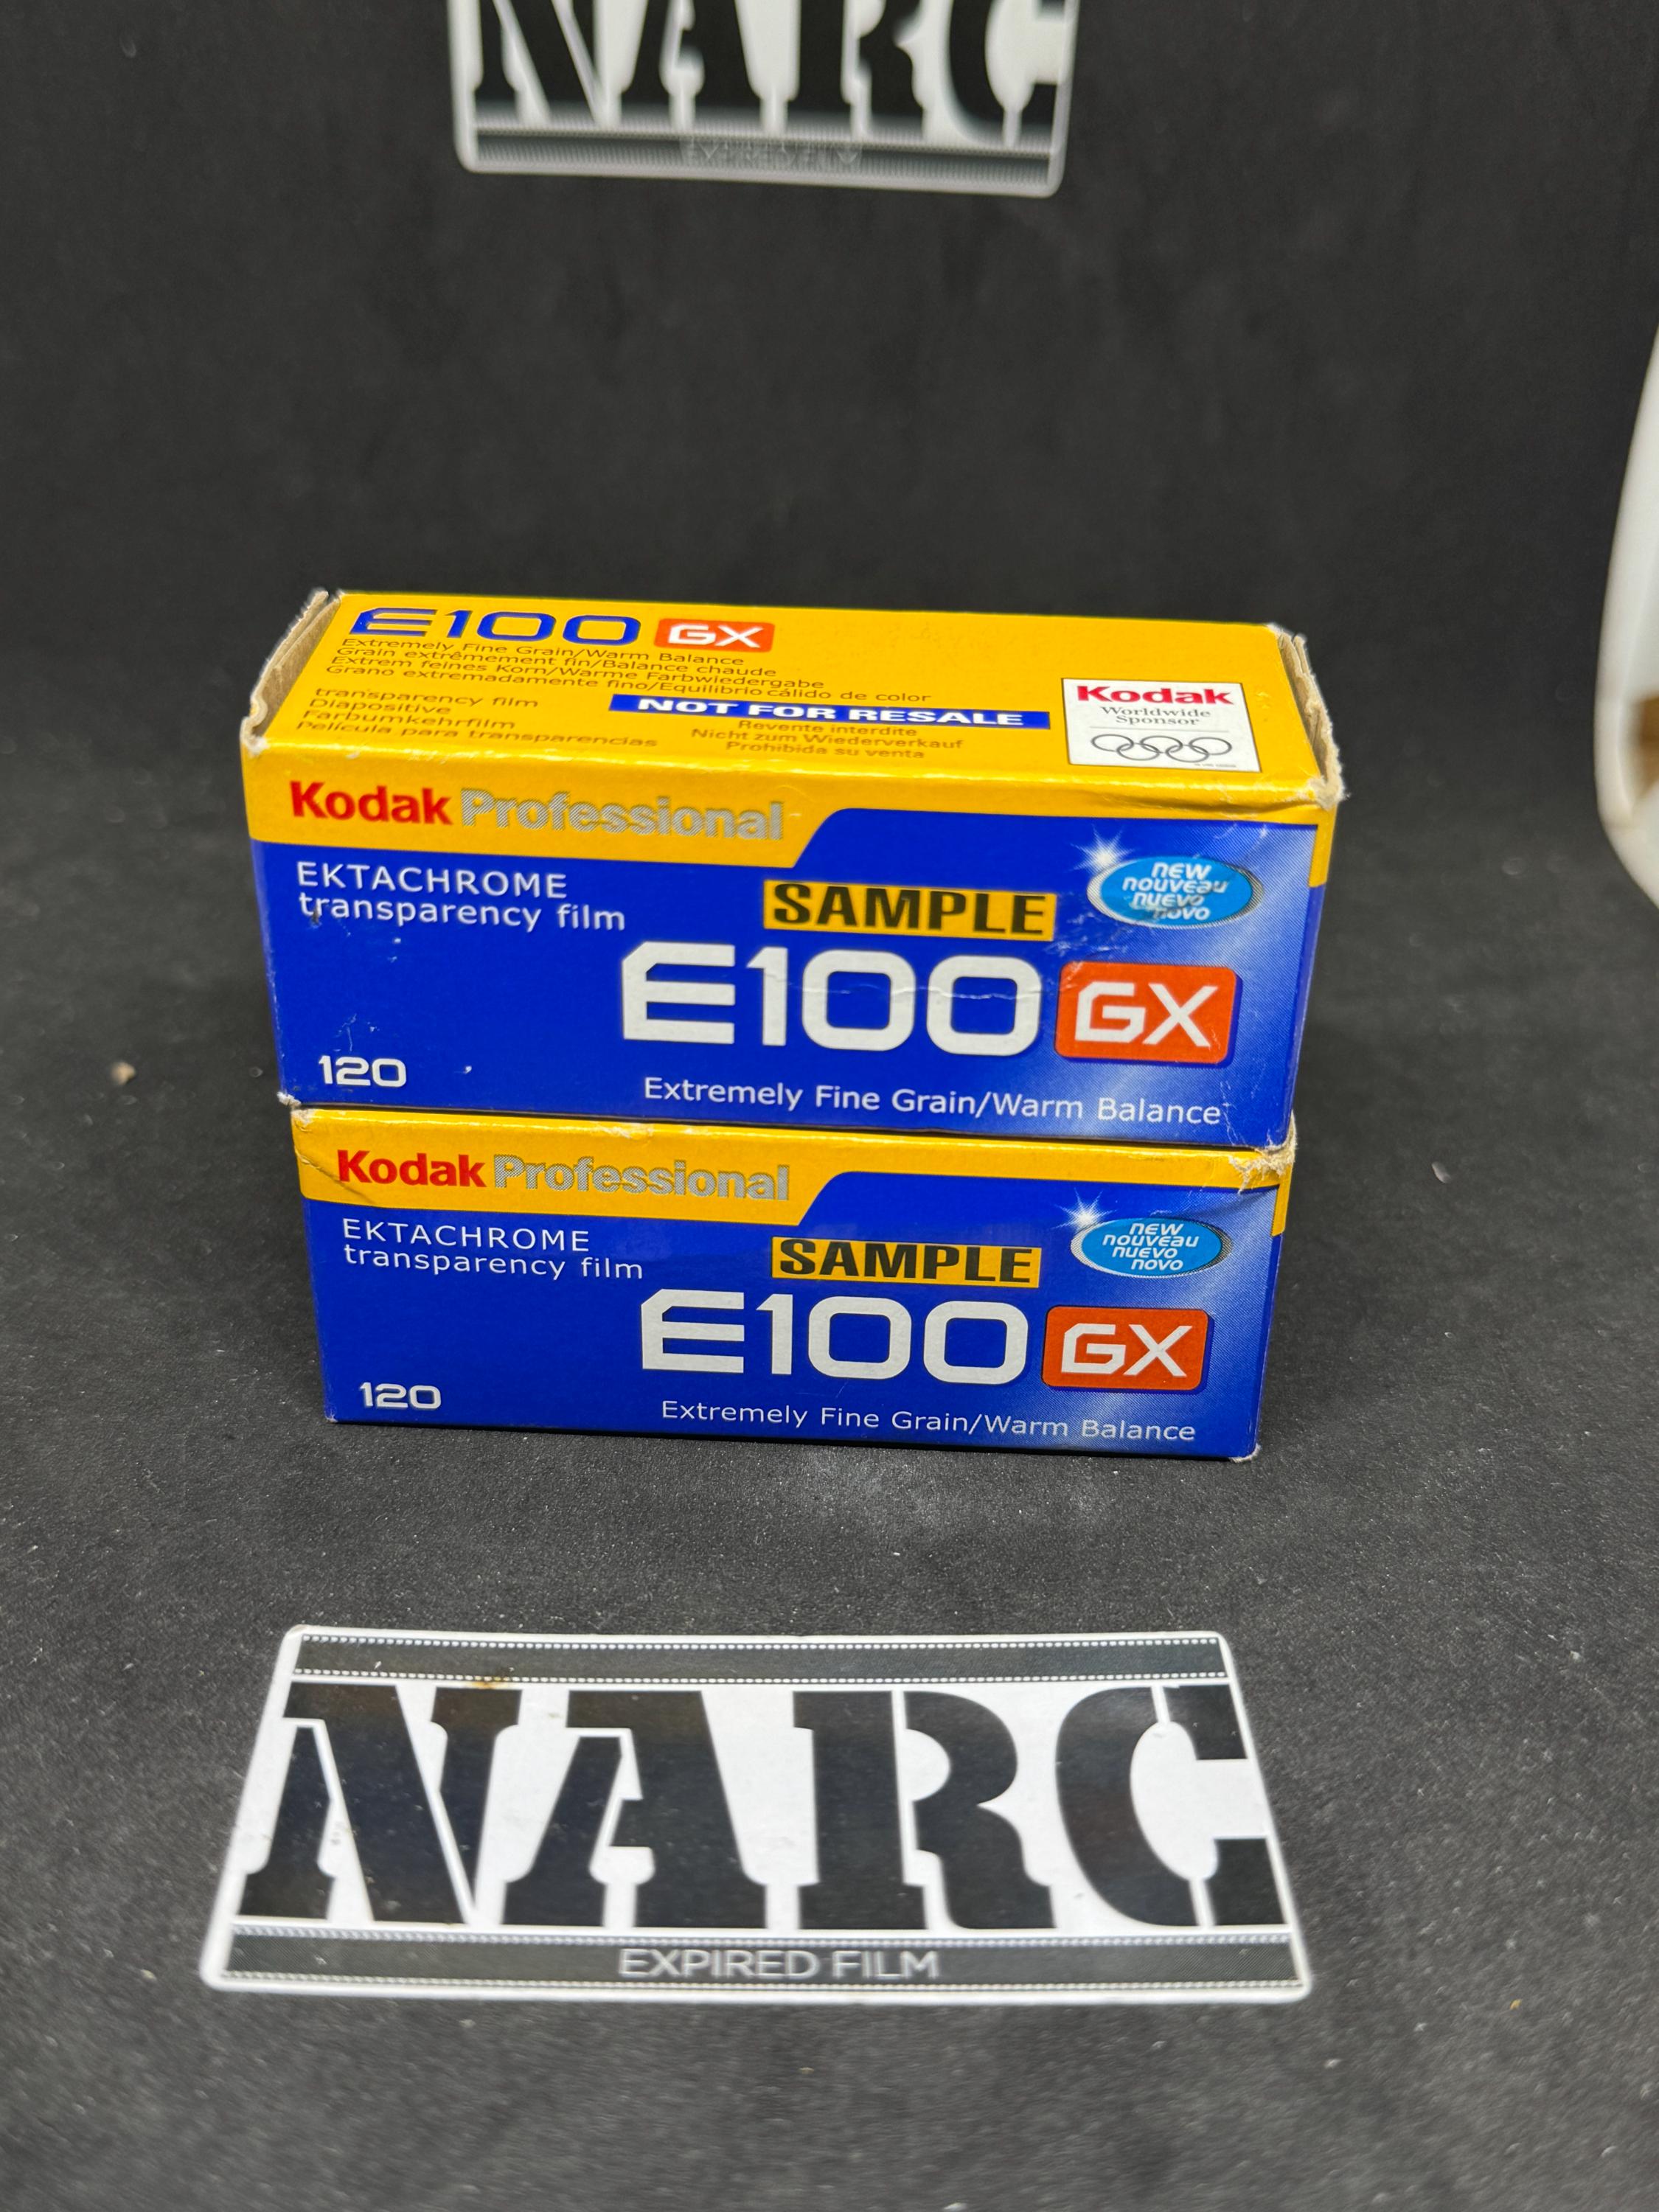 NARC
E100 GX
Extremely Fine Grain/Warm Balance
Grain extrêmement fin/Balance chaude
Extrem feines Korn/Warme Farbwiedergabe
Grano extremadamente fino/Equilibrio cálido de color
transparency film
Diapositive
Farbumkehrfilm
Película para transparencias
NOT FOR RESALE
Revente interdite
Nicht zum Wiederverkauf
Prohibida su venta
Kodak
Worldwide
Sponsor
Kodak Professional
EKTACHROME
transparency film
SAMPLE
NEW
nouveau
nuevo
novo
E100 GX
120
Extremely Fine Grain/Warm Balance
Kodak Professional
EKTACHROME
transparency film
SAMPLE
NEW
nouveau
nuevo
novo
E100 GX
120
Extremely Fine Grain/Warm Balance
NARC
EXPIRED FILM